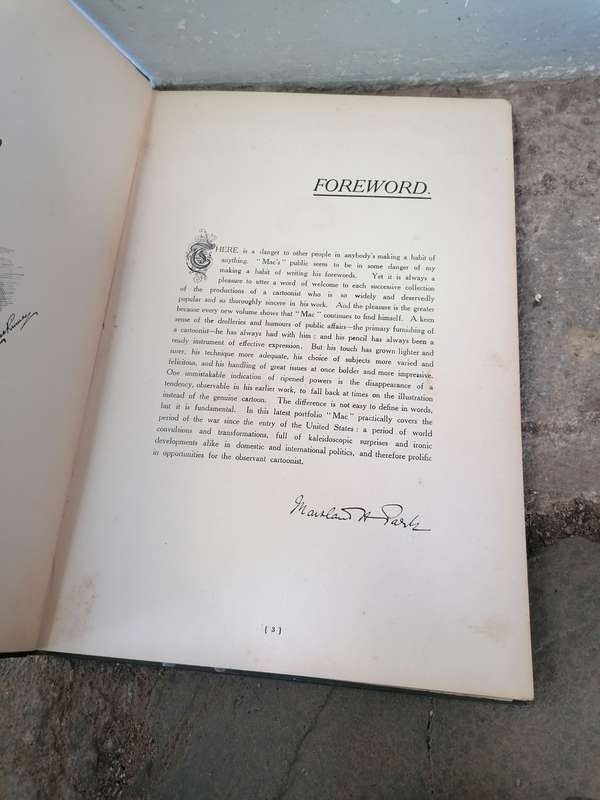 FOREWORD.
THERE is a danger to other people in anybody's making a habit of
anything. "Mac's" public seem to be in some danger of my
making a habit of writing his forewords. Yet it is always a
pleasure to utter a word of welcome to each successive collection
of the productions of a cartoonist who is so widely and deservedly
popular and so thoroughly sincere in his work. And the pleasure is the greater
because every new volume shows that "Mac" continues to find himself. A keen
sense of the drolleries and humours of public affairs—the primary furnishing of
a cartoonist—he has always had with him: and his pencil has always been a
ready instrument of effective expression. But his touch has grown lighter and
surer, his technique more adequate, his choice of subjects more varied and
felicitous, and his handling of great issues at once bolder and more impressive.
One unmistakable indication of ripened powers is the disappearance of a
tendency, observable in his earlier work, to fall back at times on the illustration
instead of the genuine cartoon. The difference is not easy to define in words,
but it is fundamental. In this latest portfolio "Mac" practically covers the
period of the war since the entry of the United States: a period of world
convulsions and transformations, full of kaleidoscopic surprises and ironic
developments alike in domestic and international politics, and therefore prolific
in opportunities for the observant cartoonist.
Maitland H Park
[ 3 ]